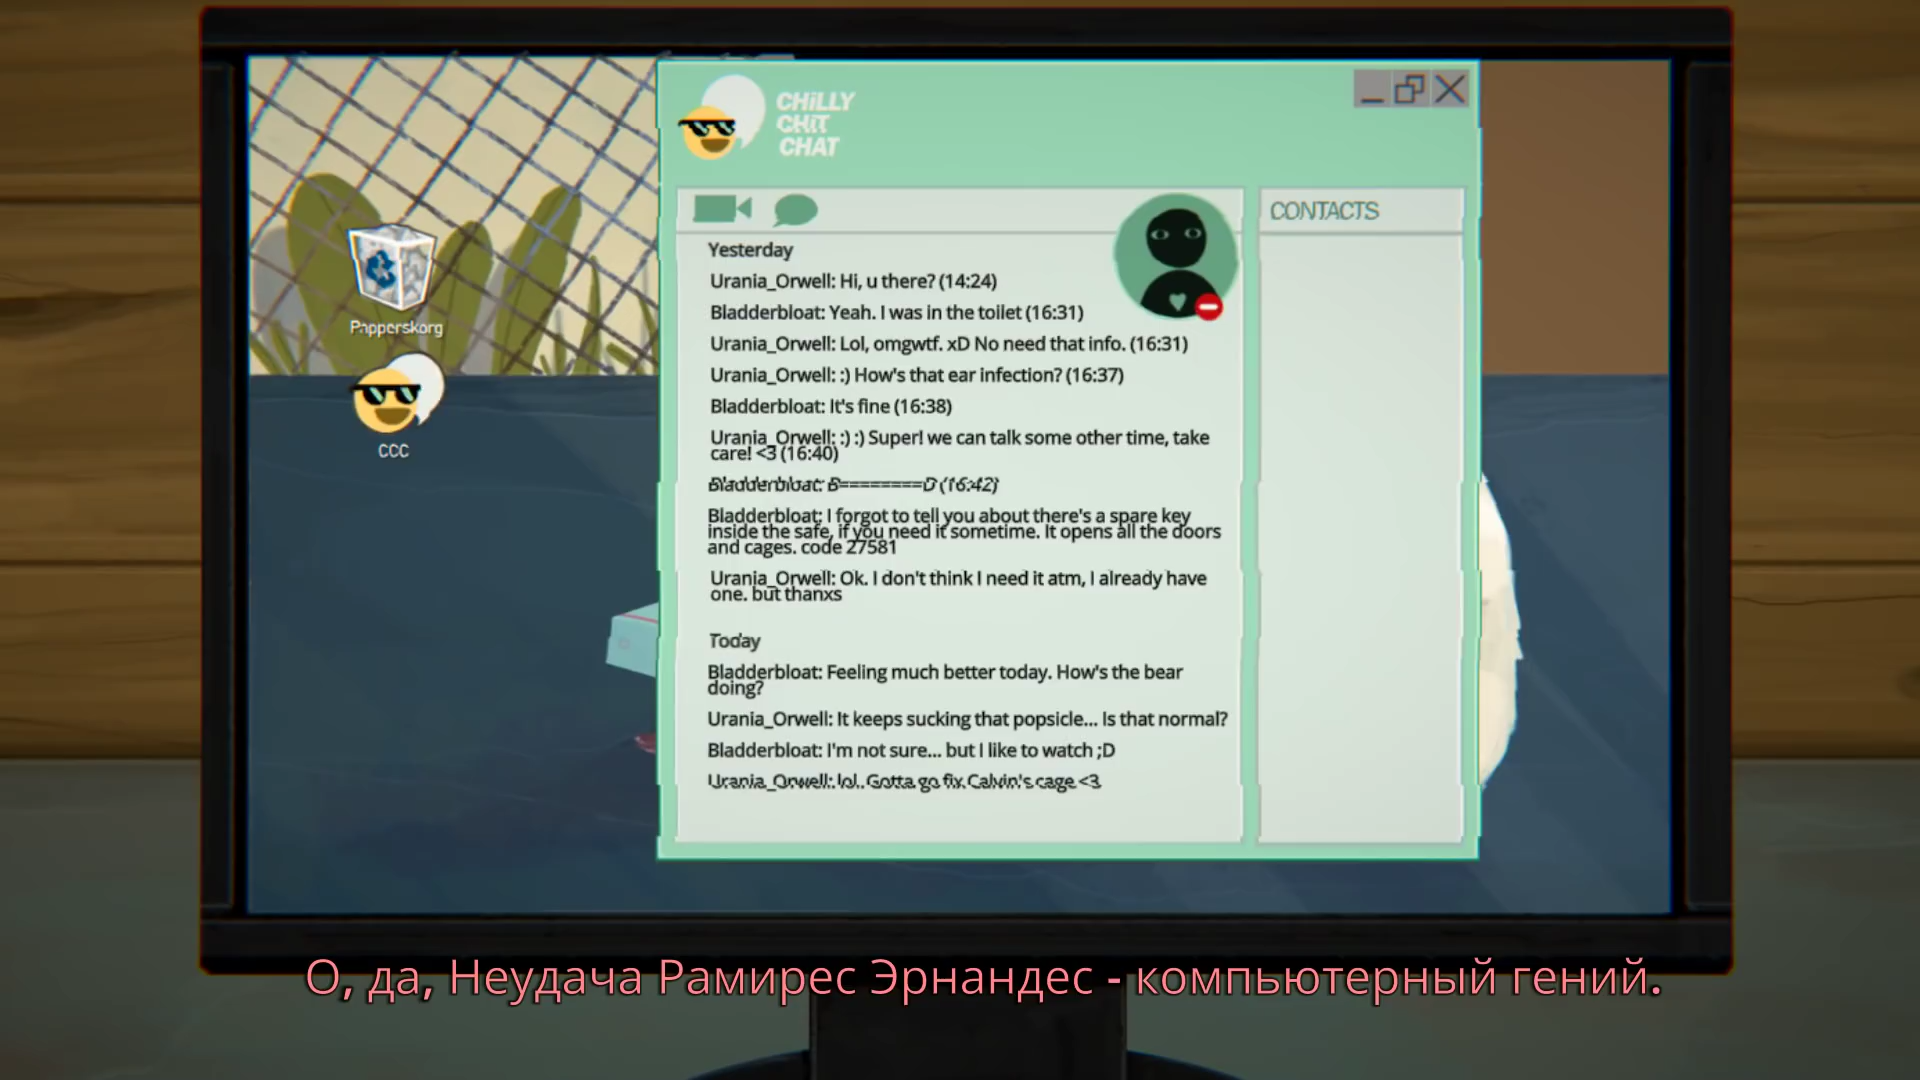 CHiLLY
CHiT
CHAT
CONTACTS
Papperskorg
CCC
Yesterday
Urania_Orwell: Hi, u there? (14:24)
Bladderbloat: Yeah. I was in the toilet (16:31)
Urania_Orwell: Lol, omgwtf. xD No need that info. (16:31)
Urania_Orwell: :) How's that ear infection? (16:37)
Bladderbloat: It's fine (16:38)
Urania_Orwell: :) :) Super! we can talk some other time, take
care! <3 (16:40)
Bladderbloat: B========D (16:42)
Bladderbloat: I forgot to tell you about there's a spare key
inside the safe, if you need it sometime. It opens all the doors
and cages. code 27581
Urania_Orwell: Ok. I don't think I need it atm, I already have
one. but thanxs
Today
Bladderbloat: Feeling much better today. How's the bear
doing?
Urania_Orwell: It keeps sucking that popsicle... Is that normal?
Bladderbloat: I'm not sure... but I like to watch ;D
Urania_Orwell: lol. Gotta go fix Calvin's cage <3
О, да, Неудача Рамирес Эрнандес - компьютерный гений.